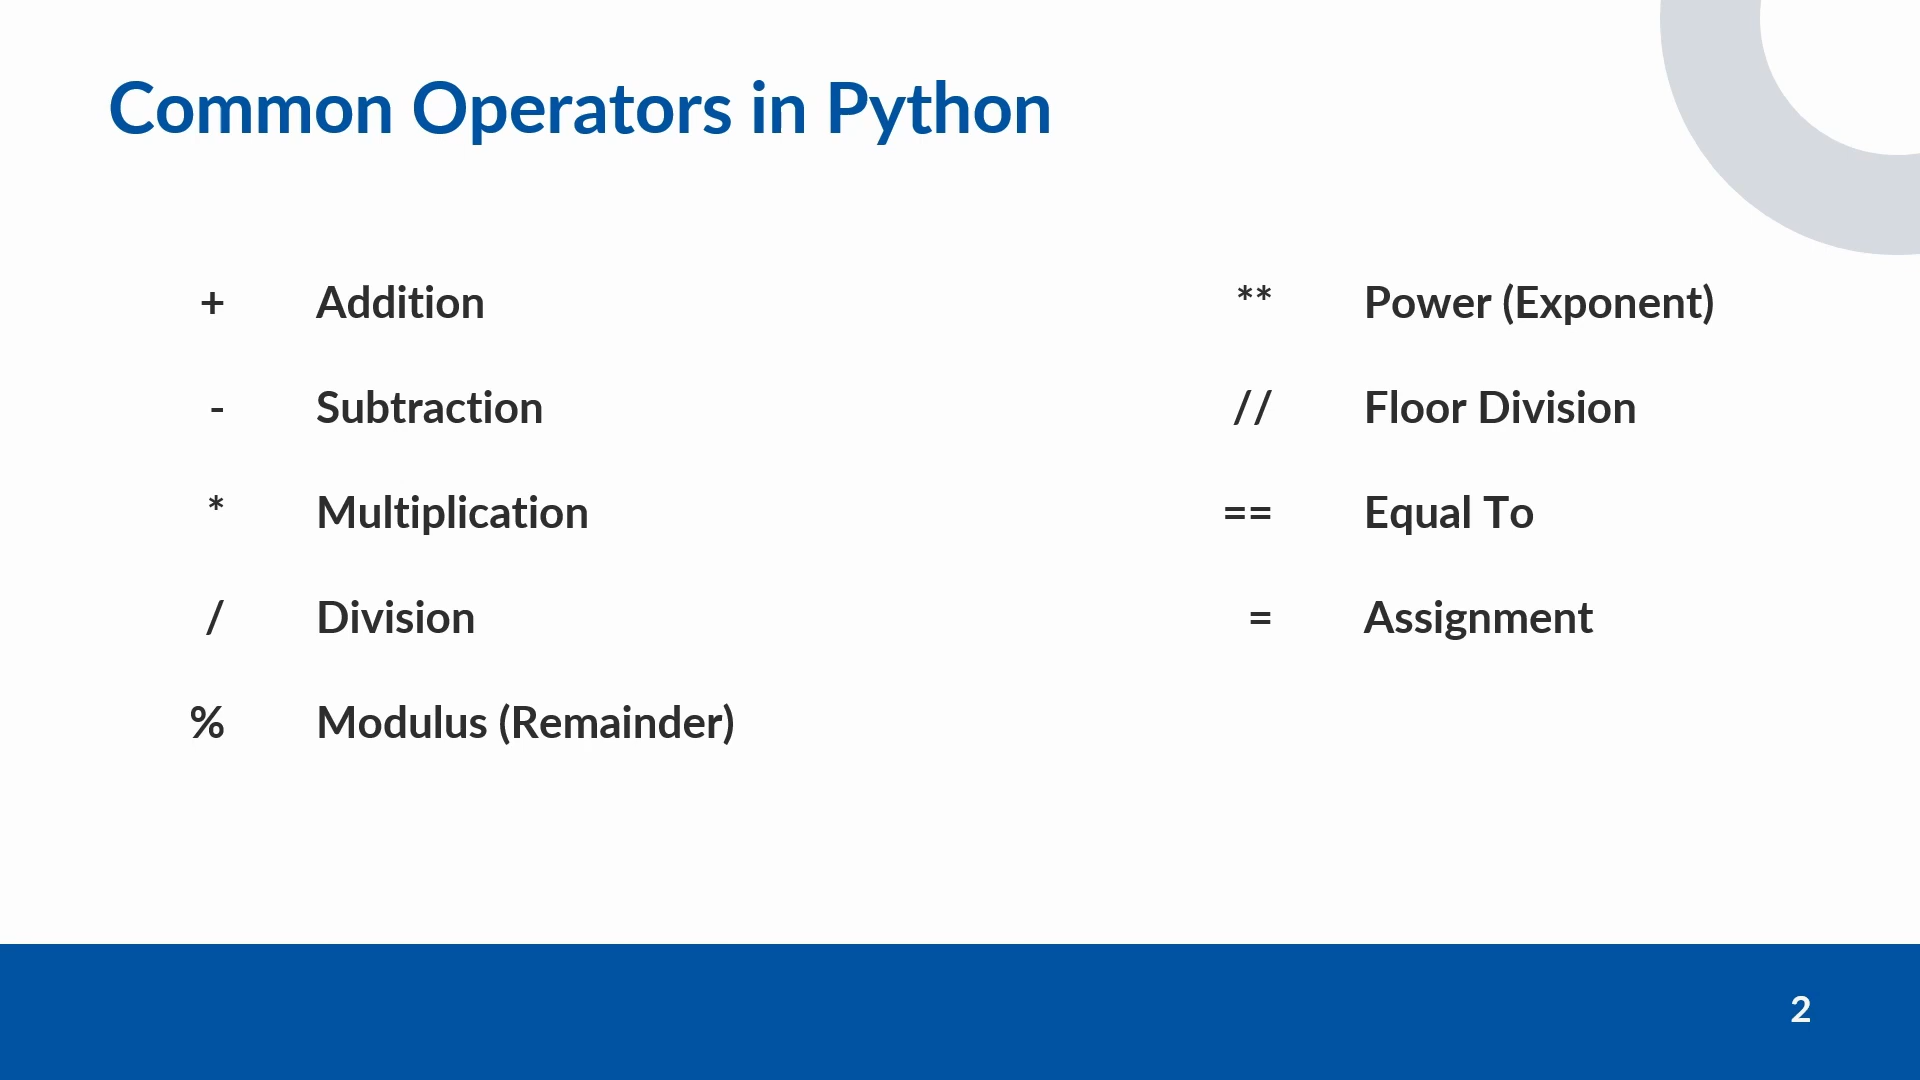 Common Operators in Python
+ Addition
- Subtraction
* Multiplication
/ Division
% Modulus (Remainder)
** Power (Exponent)
// Floor Division
== Equal To
= Assignment
2